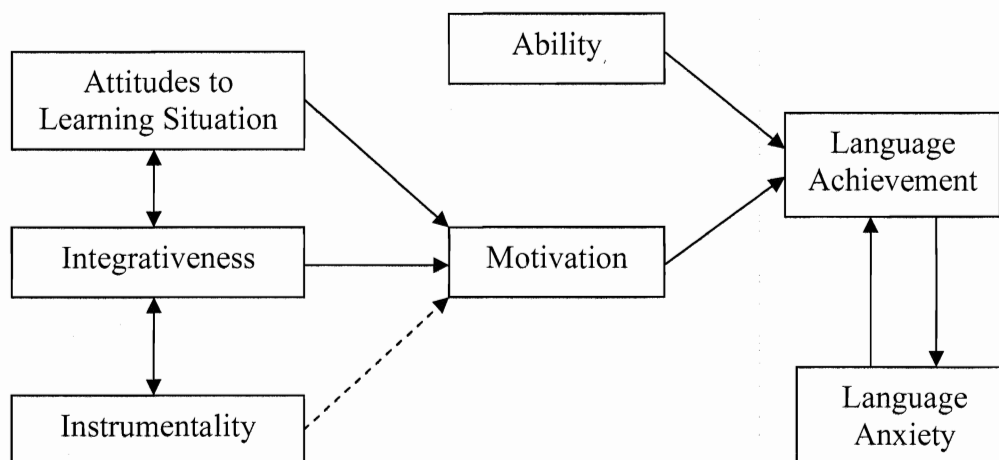 Ability
Attitudes to
Learning Situation
Language
Achievement
Integrativeness
Motivation
Instrumentality
Language
Anxiety